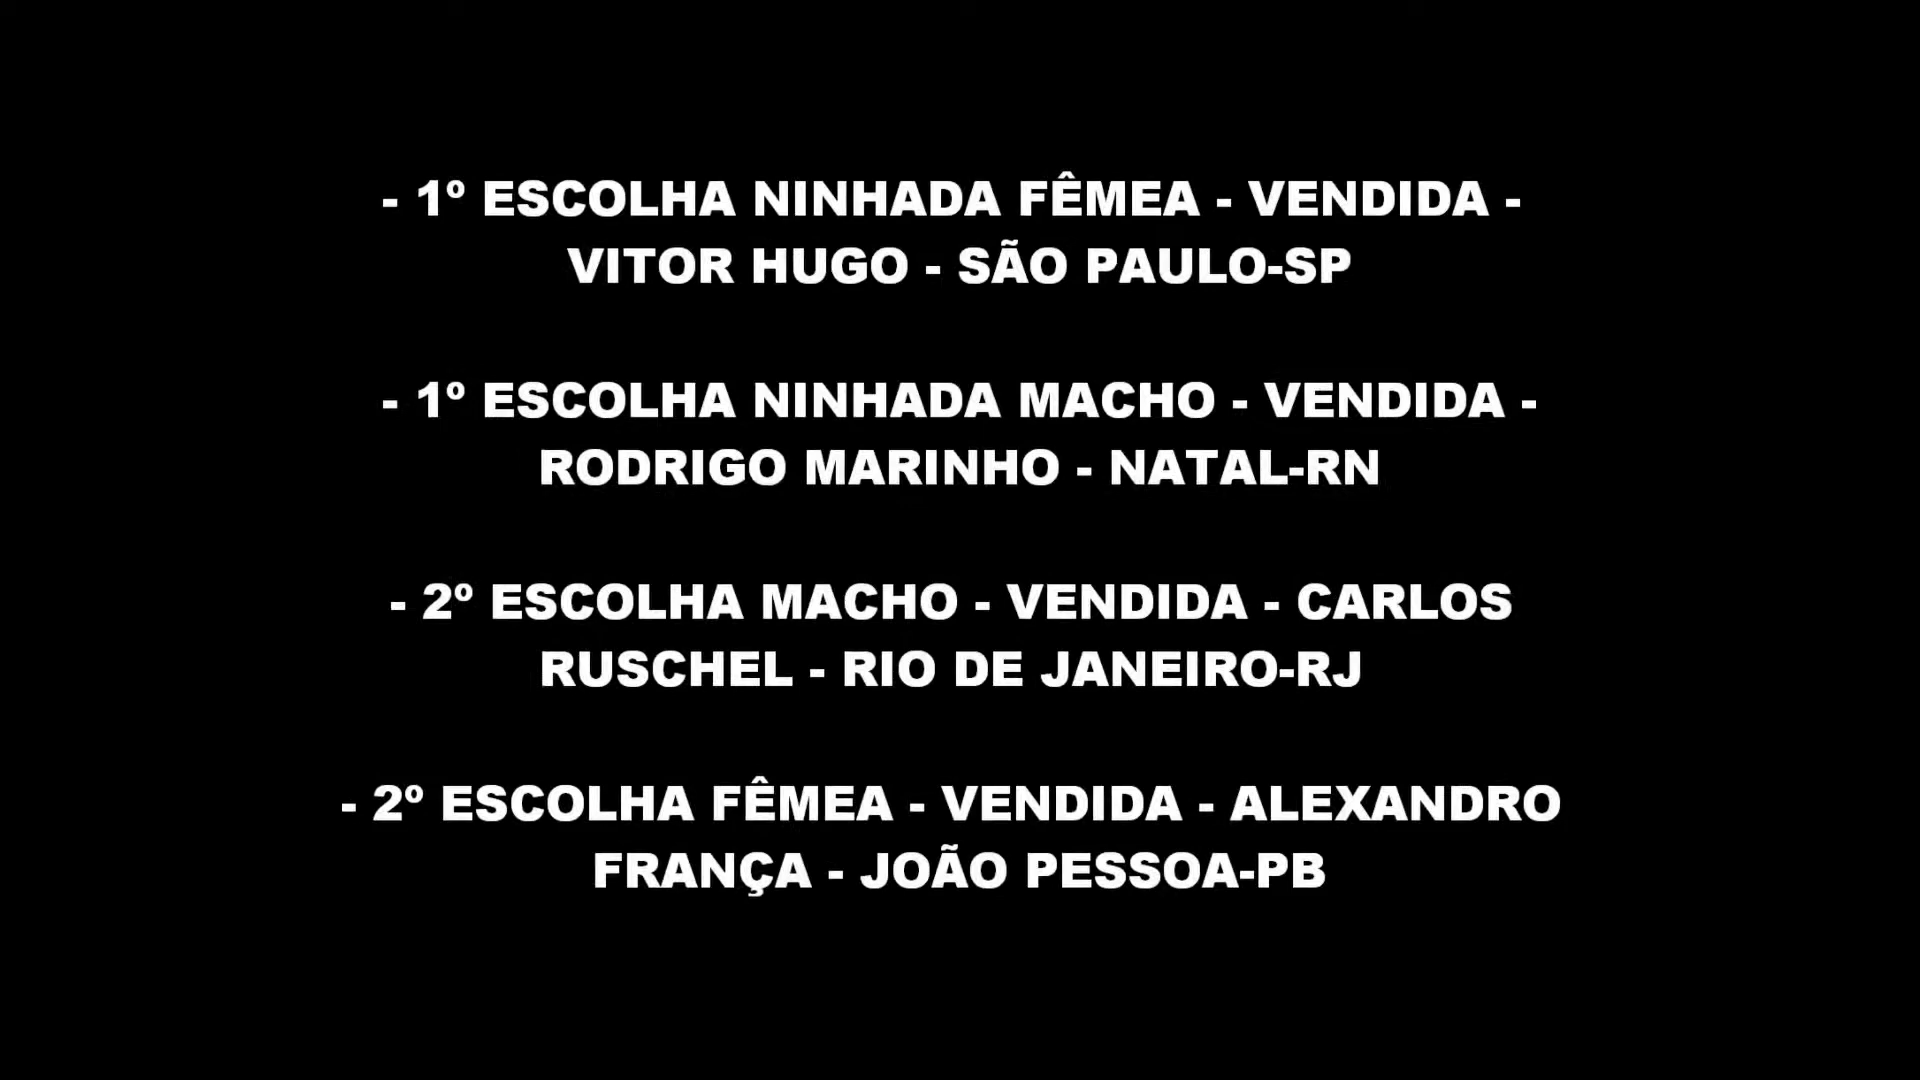 - 1º ESCOLHA NINHADA FÊMEA - VENDIDA -
VITOR HUGO - SÃO PAULO-SP
- 1º ESCOLHA NINHADA MACHO - VENDIDA -
RODRIGO MARINHO - NATAL-RN
- 2º ESCOLHA MACHO - VENDIDA - CARLOS
RUSCHEL - RIO DE JANEIRO-RJ
- 2º ESCOLHA FÊMEA - VENDIDA - ALEXANDRO
FRANÇA - JOÃO PESSOA-PB